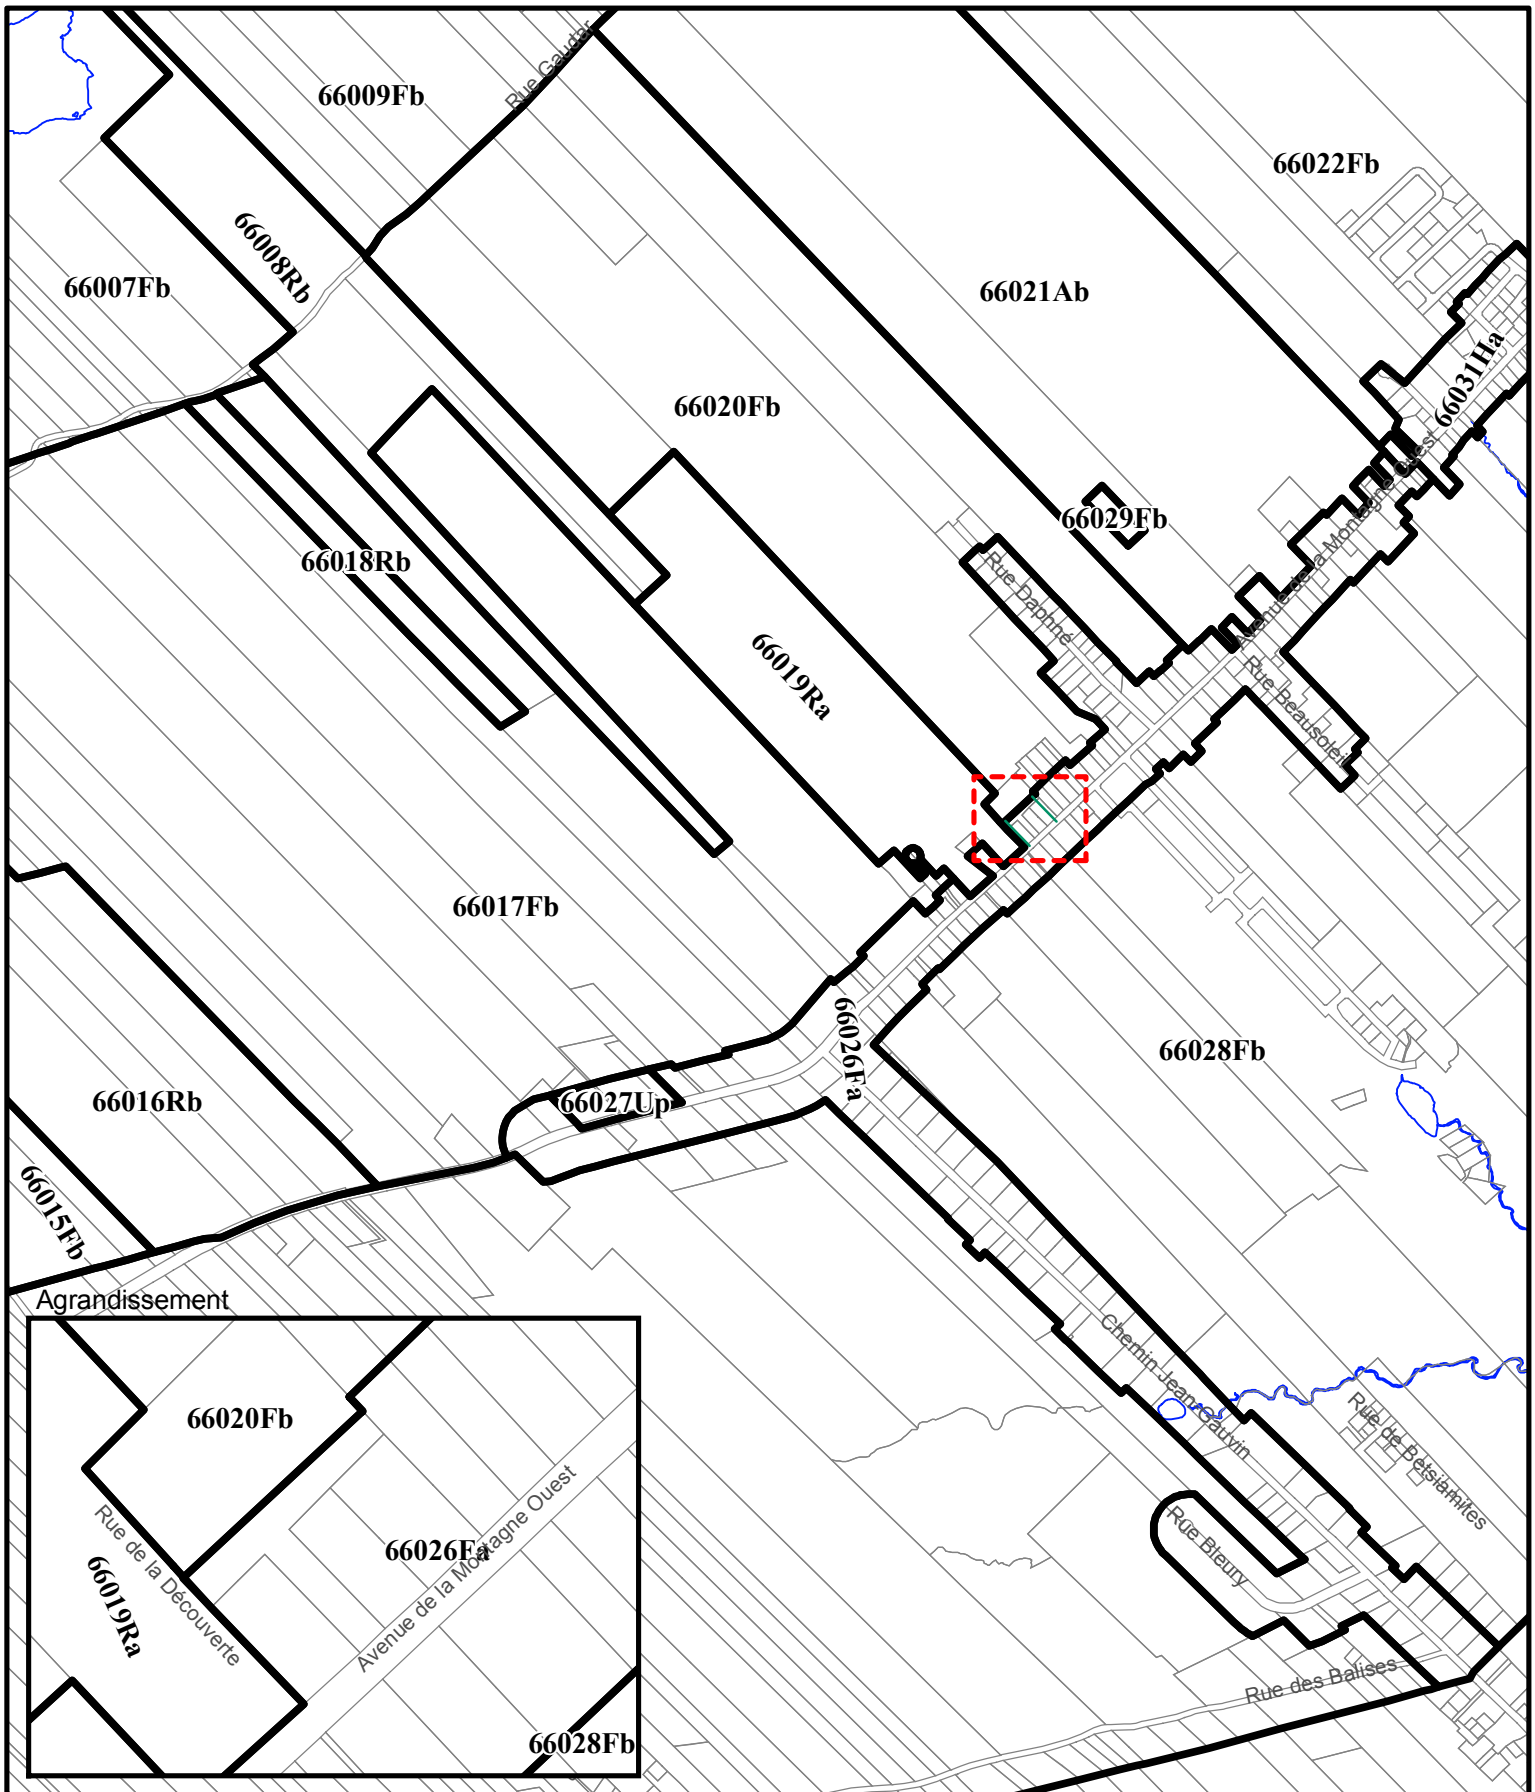 Rue Gaudar
66009Fb
66022Fb
66008Rb
66007Fb
66021Ab
66031Ha
66020Fb
66029Fb
Avenue de la Montagne Ouest
66018Rb
Rue Daphné
66019Ra
Rue Beausoleil
66017Fb
66026Fa
66028Fb
66016Rb
66027Up
66015Fb
Agrandissement
66020Fb
Rue de la Découverte
66026Fa
66019Ra
Avenue de la Montagne Ouest
66028Fb
Chemin Jean-Gauvin
Rue de Betsiamites
Rue Bleury
Rue des Balises